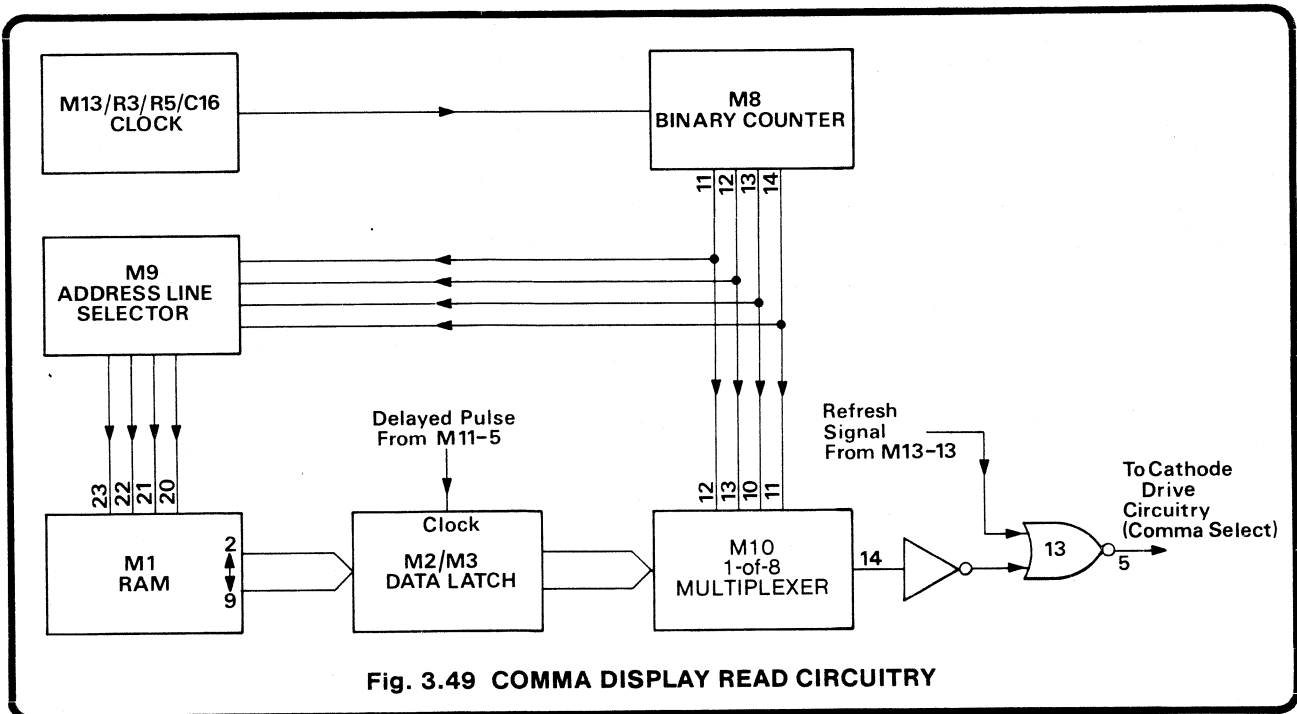 M13/R3/R5/C16
CLOCK
M8
BINARY COUNTER
11
12
13
14
M9
ADDRESS LINE
SELECTOR
Delayed Pulse
From M11-5
Refresh
Signal
From M13-13
To Cathode
Drive
Circuitry
(Comma Select)
23
22
21
20
12
13
10
11
M1
RAM
2
9
Clock
M2/M3
DATA LATCH
M10
1-of-8
MULTIPLEXER
14
13
5
Fig. 3.49 COMMA DISPLAY READ CIRCUITRY